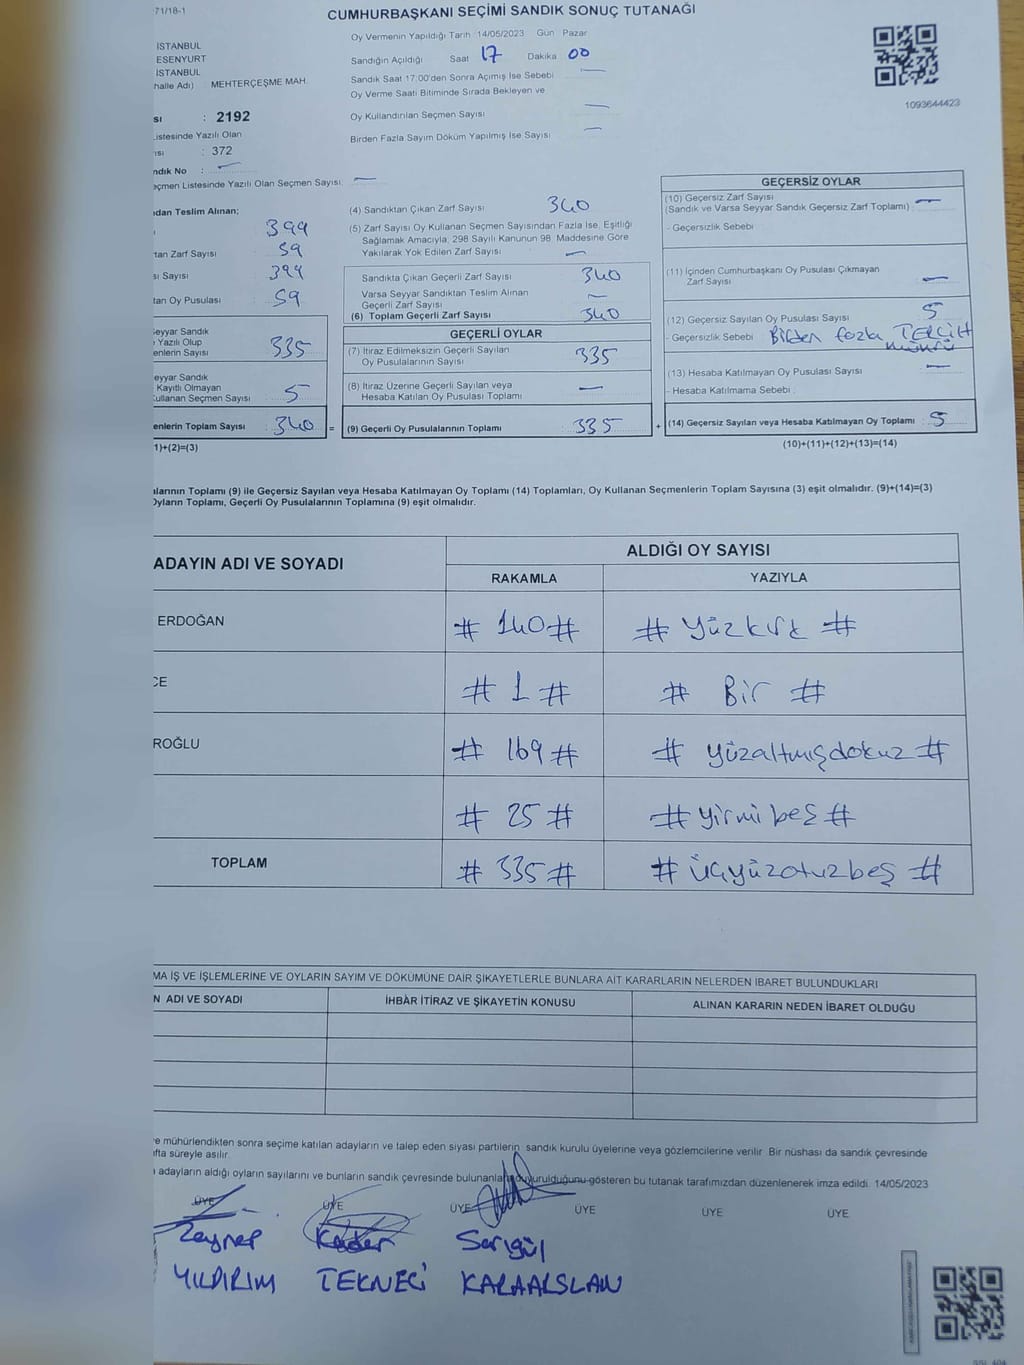 71/18-1
CUMHURBAŞKANI SEÇİMİ SANDIK SONUÇ TUTANAĞI
Oy Vermenin Yapıldığı Tarih 14/05/2023 Gün Pazar
İSTANBUL
ESENYURT
İSTANBUL
halle Adı) MEHTERÇEŞME MAH.
Sandığın Açıldığı Saat 17 Dakika 00
Sandık Saat 17:00'den Sonra Açımış İse Sebebi —
Oy Verme Saati Bitiminde Sırada Bekleyen ve
Oy Kullandırılan Seçmen Sayısı —
Birden Fazla Sayım Döküm Yapılmış İse Sayısı —
1093644423
sı : 2192
istesinde Yazılı Olan
ısı : 372
ndık No : —
eçmen Listesinde Yazılı Olan Seçmen Sayısı: —
ından Teslim Alınan;
399
tan Zarf Sayısı 59
sı Sayısı 394
tan Oy Pusulası 59
eyyar Sandık
e Yazılı Olup
enlerin Sayısı 335
eyyar Sandık
Kayıtlı Olmayan
ullanan Seçmen Sayısı 5
enlerin Toplam Sayısı 340 =
1)+(2)=(3)
(4) Sandıktan Çıkan Zarf Sayısı 340
(5) Zarf Sayısı Oy Kullanan Seçmen Sayısından Fazla İse, Eşitliği
Sağlamak Amacıyla; 298 Sayılı Kanunun 98. Maddesine Göre
Yakılarak Yok Edilen Zarf Sayısı —
Sandıkta Çıkan Geçerli Zarf Sayısı 340
Varsa Seyyar Sandıktan Teslim Alınan
Geçerli Zarf Sayısı —
(6) Toplam Geçerli Zarf Sayısı 340
GEÇERLİ OYLAR
(7) İtiraz Edilmeksizin Geçerli Sayılan
Oy Pusulalarının Sayısı 335
(8) İtiraz Üzerine Geçerli Sayılan veya
Hesaba Katılan Oy Pusulası Toplamı —
(9) Geçerli Oy Pusulalarının Toplamı 335 +
GEÇERSİZ OYLAR
(10) Geçersiz Zarf Sayısı
(Sandık ve Varsa Seyyar Sandık Geçersiz Zarf Toplamı) —
- Geçersizlik Sebebi
(11) İçinden Cumhurbaşkanı Oy Pusulası Çıkmayan
Zarf Sayısı —
(12) Geçersiz Sayılan Oy Pusulası Sayısı 5
- Geçersizlik Sebebi Birden fazla TERCİH
mührü
(13) Hesaba Katılmayan Oy Pusulası Sayısı —
- Hesaba Katılmama Sebebi
(14) Geçersiz Sayılan veya Hesaba Katılmayan Oy Toplamı 5
(10)+(11)+(12)+(13)=(14)
ılarının Toplamı (9) ile Geçersiz Sayılan veya Hesaba Katılmayan Oy Toplamı (14) Toplamları, Oy Kullanan Seçmenlerin Toplam Sayısına (3) eşit olmalıdır. (9)+(14)=(3)
Oyların Toplamı, Geçerli Oy Pusulalarının Toplamına (9) eşit olmalıdır.
ADAYIN ADI VE SOYADI
ALDIĞI OY SAYISI
RAKAMLA YAZIYLA
ERDOĞAN # 140 # # Yüzkırk #
CE # 1 # # Bir #
ROĞLU # 169 # # yüzaltmışdokuz #
# 25 # # yirmi beş #
TOPLAM # 335 # # üçyüzotuzbeş #
MA İŞ VE İŞLEMLERİNE VE OYLARIN SAYIM VE DÖKÜMÜNE DAİR ŞİKAYETLERLE BUNLARA AİT KARARLARIN NELERDEN İBARET BULUNDUKLARI
N ADI VE SOYADI İHBÂR İTİRAZ VE ŞİKAYETİN KONUSU ALINAN KARARIN NEDEN İBARET OLDUĞU
e mühürlendikten sonra seçime katılan adayların ve talep eden siyasi partilerin, sandık kurulu üyelerine veya gözlemcilerine verilir. Bir nüshası da sandık çevresinde
fta süreyle asılır.
adayların aldığı oyların sayılarını ve bunların sandık çevresinde bulunanlara duyurulduğunu gösteren bu tutanak tarafımızdan düzenlenerek imza edildi. 14/05/2023
ÜYE ÜYE ÜYE ÜYE ÜYE ÜYE
Zeynep Kader Sarıgül
YILDIRIM TEKNECİ KARAARSLAN